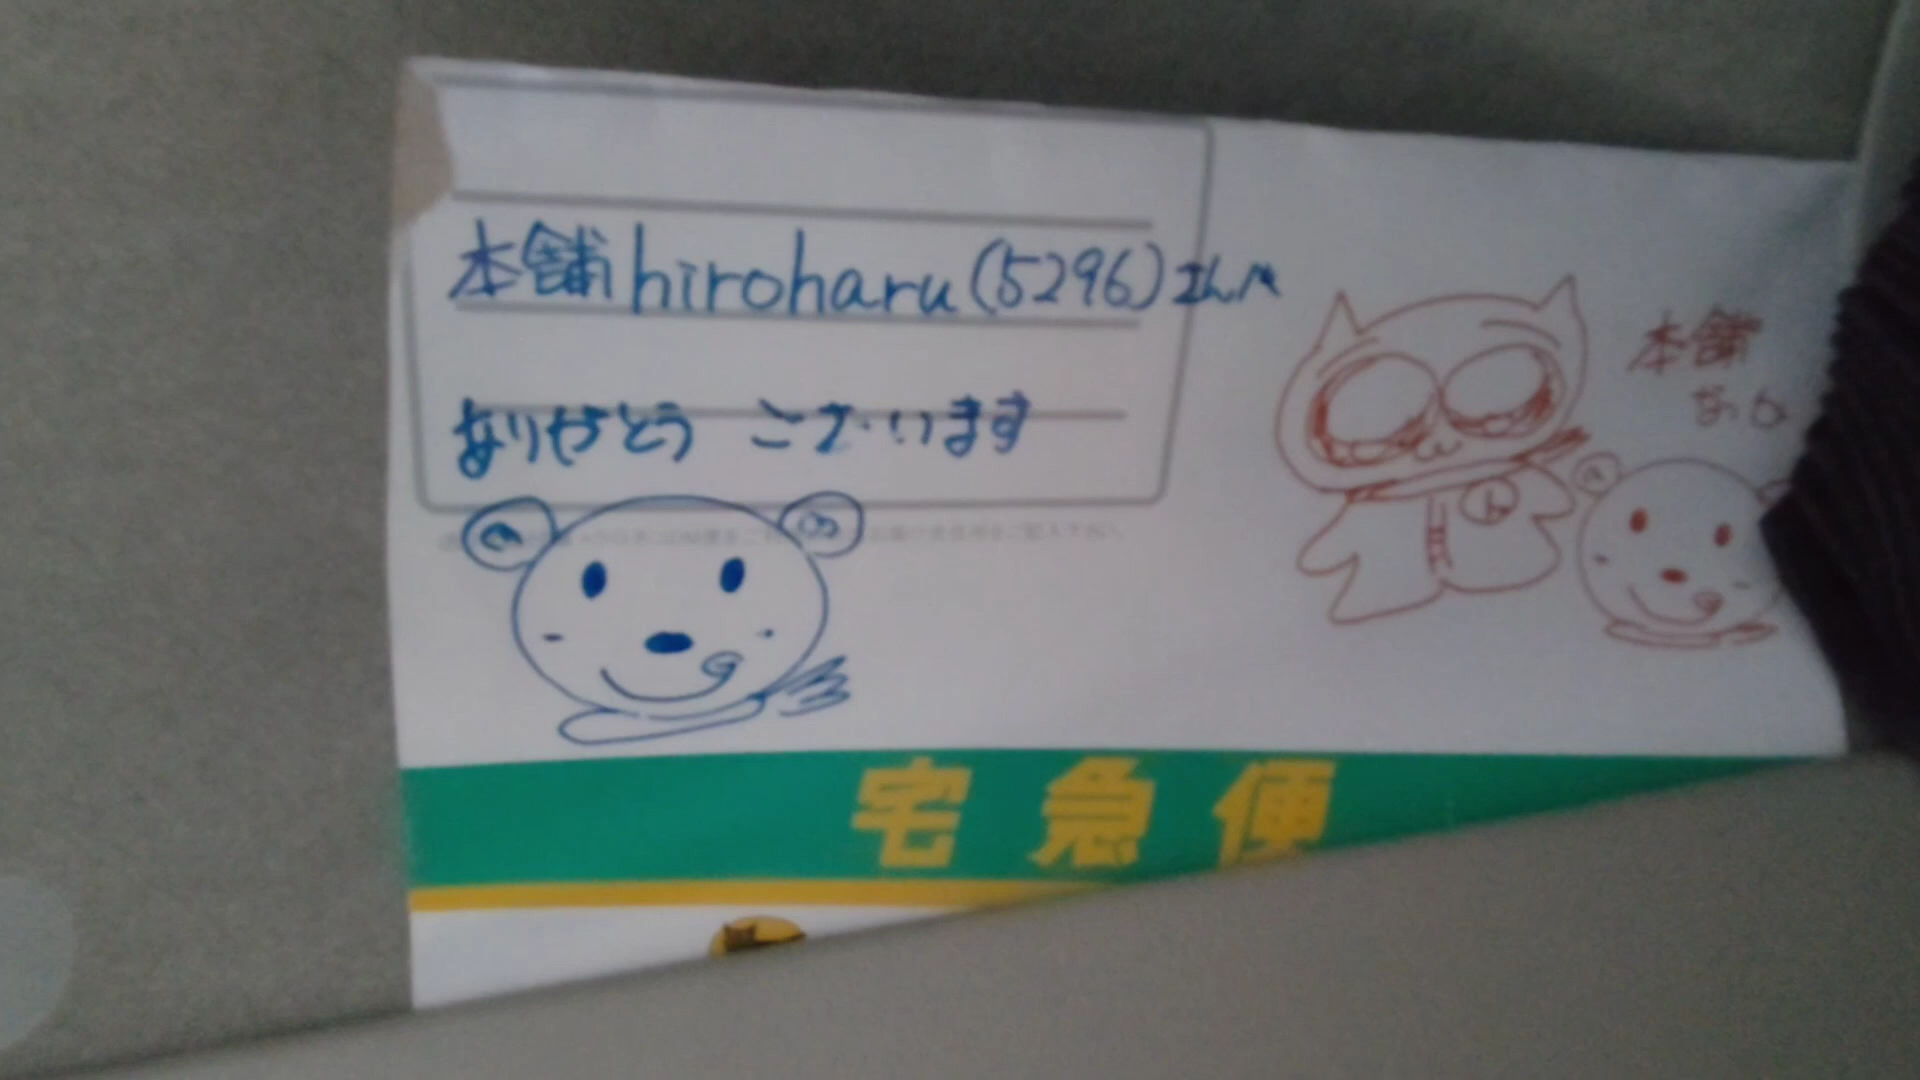 本舗hiroharu(5296)さんへ
ありがとうございます
本舗
宅急便